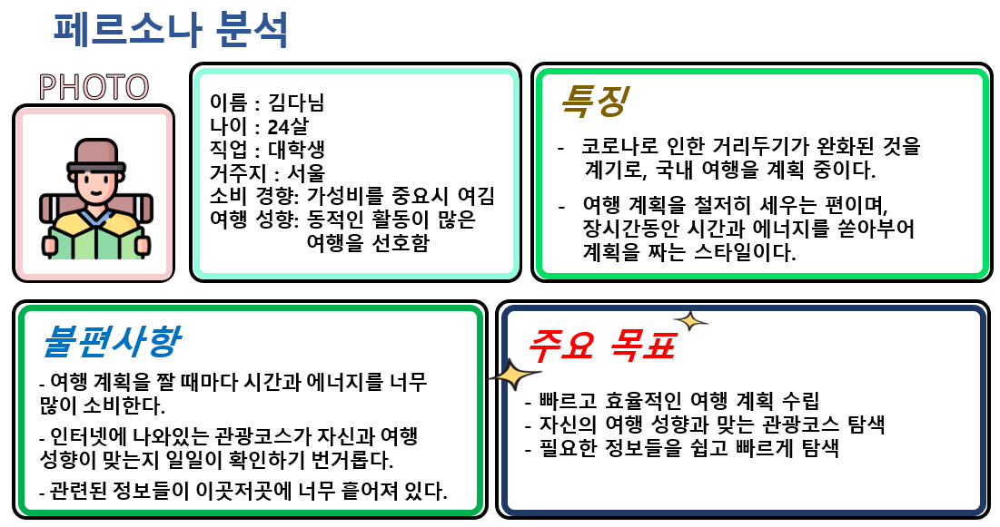 페르소나 분석
PHOTO
이름 : 김다님
나이 : 24살
직업 : 대학생
거주지 : 서울
소비 경향: 가성비를 중요시 여김
여행 성향: 동적인 활동이 많은
여행을 선호함
특징
- 코로나로 인한 거리두기가 완화된 것을
계기로, 국내 여행을 계획 중이다.
- 여행 계획을 철저히 세우는 편이며,
장시간동안 시간과 에너지를 쏟아부어
계획을 짜는 스타일이다.
불편사항
- 여행 계획을 짤 때마다 시간과 에너지를 너무
많이 소비한다.
- 인터넷에 나와있는 관광코스가 자신과 여행
성향이 맞는지 일일이 확인하기 번거롭다.
- 관련된 정보들이 이곳저곳에 너무 흩어져 있다.
주요 목표
- 빠르고 효율적인 여행 계획 수립
- 자신의 여행 성향과 맞는 관광코스 탐색
- 필요한 정보들을 쉽고 빠르게 탐색